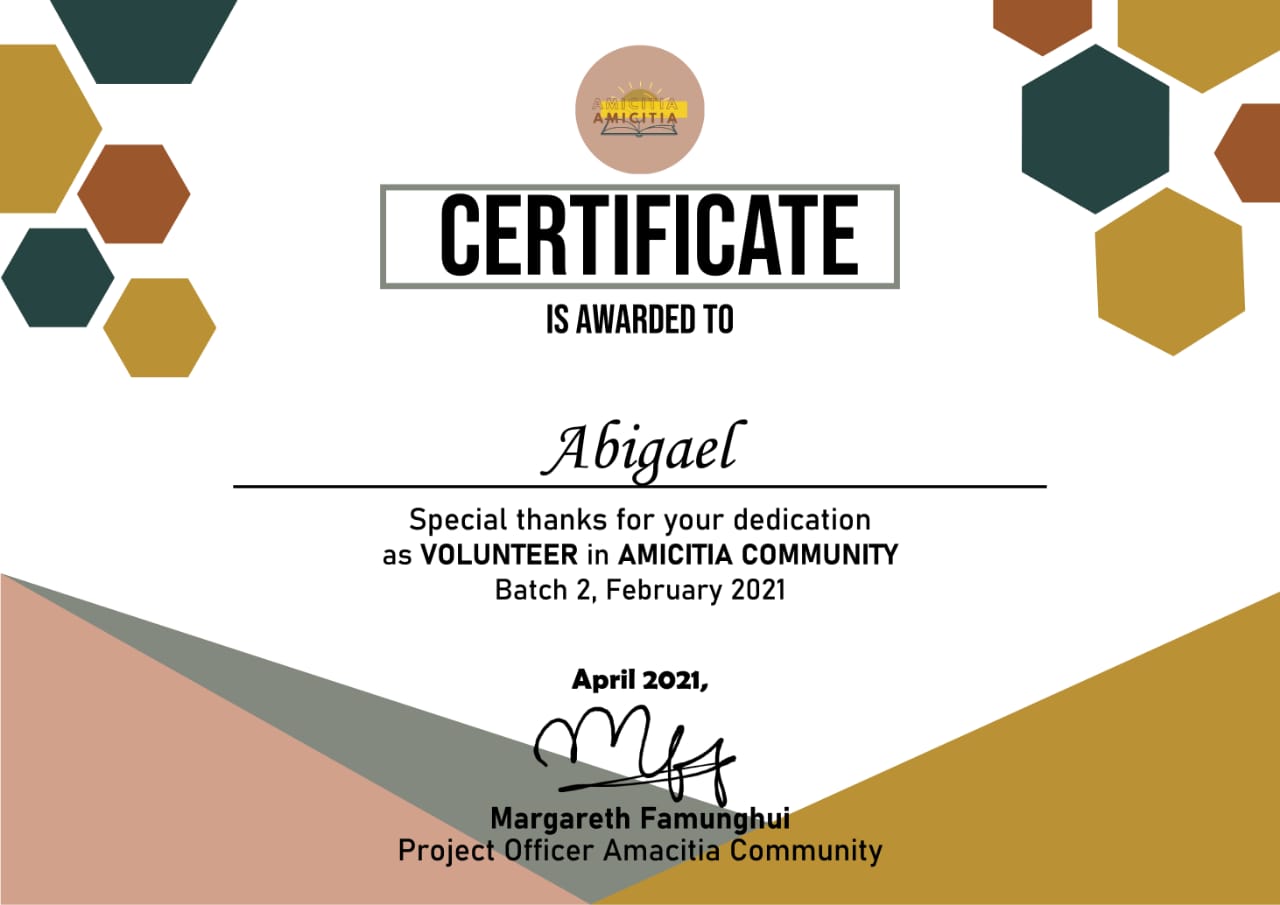 AMICITIA
AMICITIA
CERTIFICATE
IS AWARDED TO
Abigael
Special thanks for your dedication
as VOLUNTEER in AMICITIA COMMUNITY
Batch 2, February 2021
April 2021,
Margareth Famunghui
Project Officer Amacitia Community